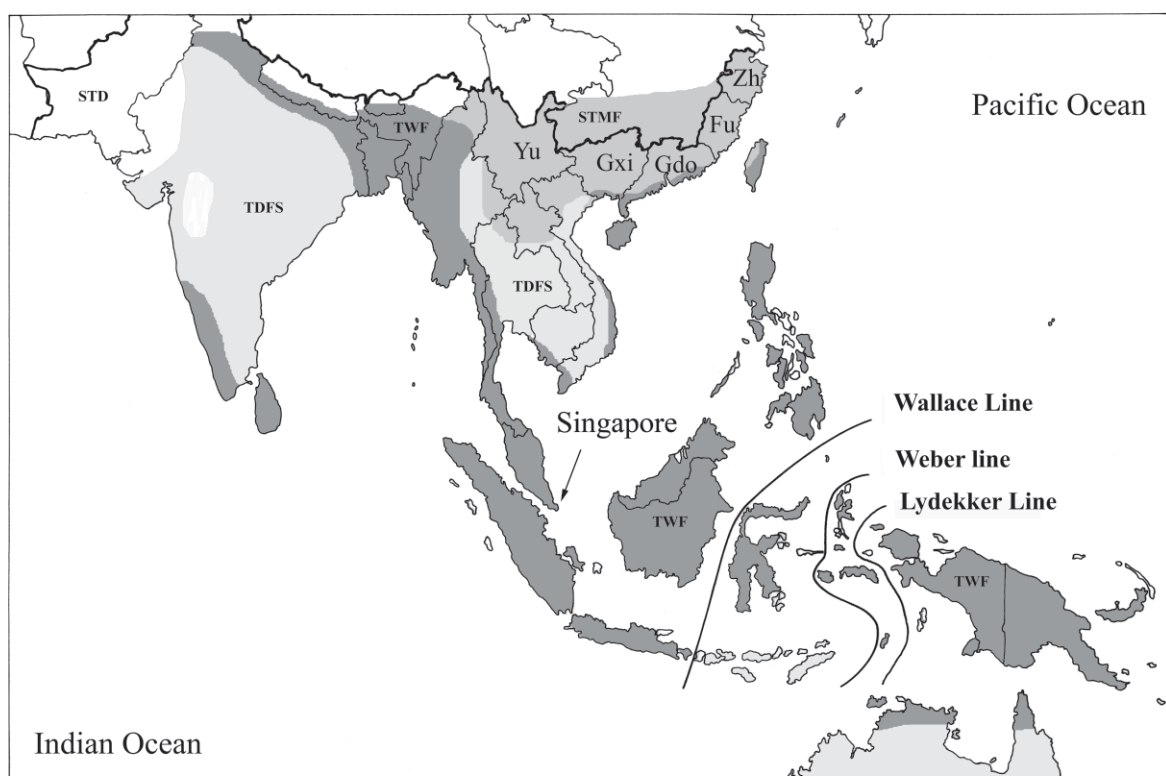 Zh
Pacific Ocean
STD
STMF
TWF
Fu
Yu
Gxi
Gdo
TDFS
TDFS
Wallace Line
Singapore
Weber line
Lydekker Line
TWF
TWF
Indian Ocean